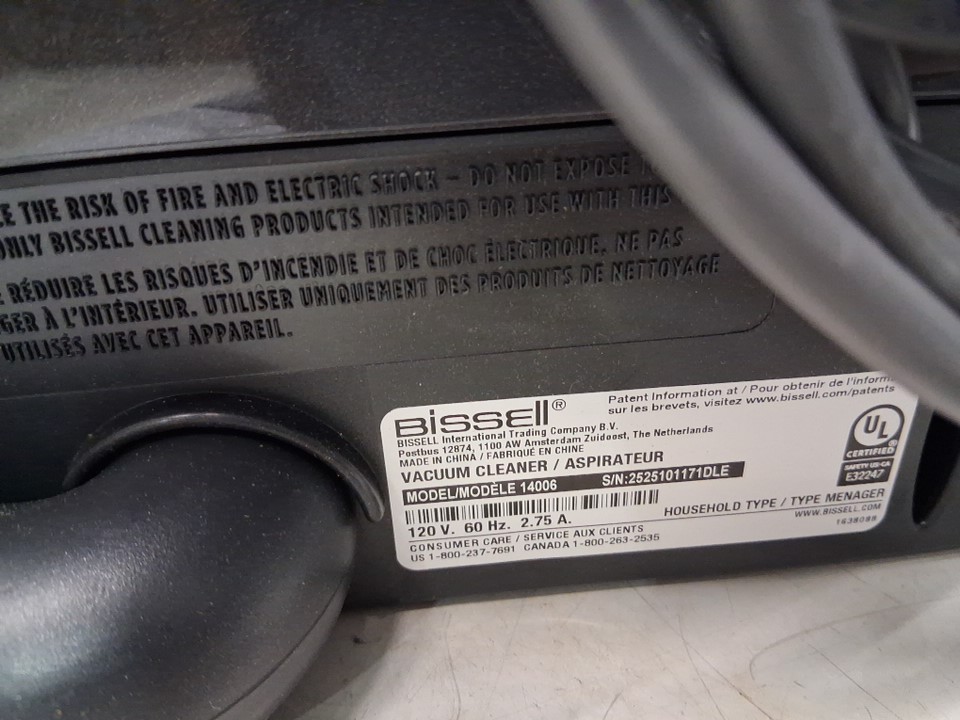 E THE RISK OF FIRE AND ELECTRIC SHOCK – DO NOT EXPOSE
ONLY BISSELL CLEANING PRODUCTS INTENDED FOR USE WITH THIS
RÉDUIRE LES RISQUES D'INCENDIE ET DE CHOC ÉLECTRIQUE, NE PAS
GER À L'INTÉRIEUR. UTILISER UNIQUEMENT DES PRODUITS DE NETTOYAGE
UTILISÉS AVEC CET APPAREIL.
BISSELL®
Patent Information at / Pour obtenir de l'inform
sur les brevets, visitez www.bissell.com/patents
BISSELL International Trading Company B.V.
Postbus 12874, 1100 AW Amsterdam Zuidoost, The Netherlands
MADE IN CHINA / FABRIQUÉ EN CHINE
VACUUM CLEANER / ASPIRATEUR
MODEL/MODÈLE 14006 S/N:2525101171DLE
UL ®
CERTIFIED
SAFETY US-CA
E32247
120 V. 60 Hz. 2.75 A.
HOUSEHOLD TYPE / TYPE MENAGER
WWW.BISSELL.COM
1638088
CONSUMER CARE / SERVICE AUX CLIENTS
US 1-800-237-7691 CANADA 1-800-263-2535